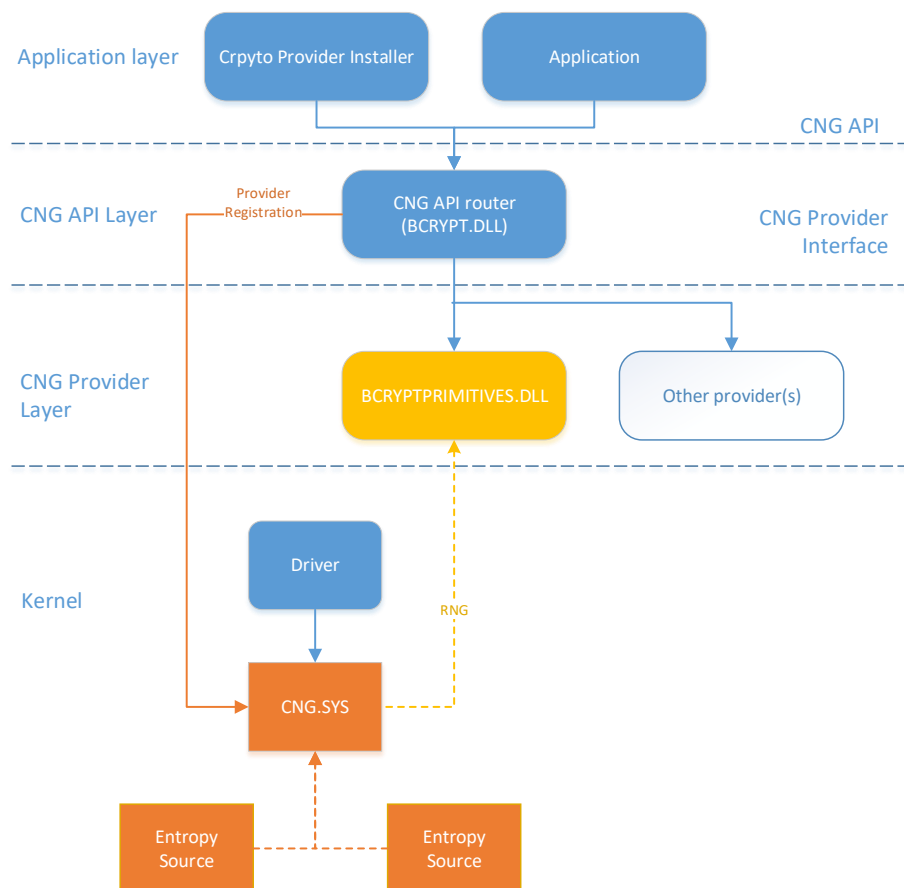 Application layer
Crpyto Provider Installer
Application
CNG API
Provider
Registration
CNG API Layer
CNG API router
(BCRYPT.DLL)
CNG Provider
Interface
CNG Provider
Layer
BCRYPTPRIMITIVES.DLL
Other provider(s)
Driver
Kernel
RNG
CNG.SYS
Entropy
Source
Entropy
Source